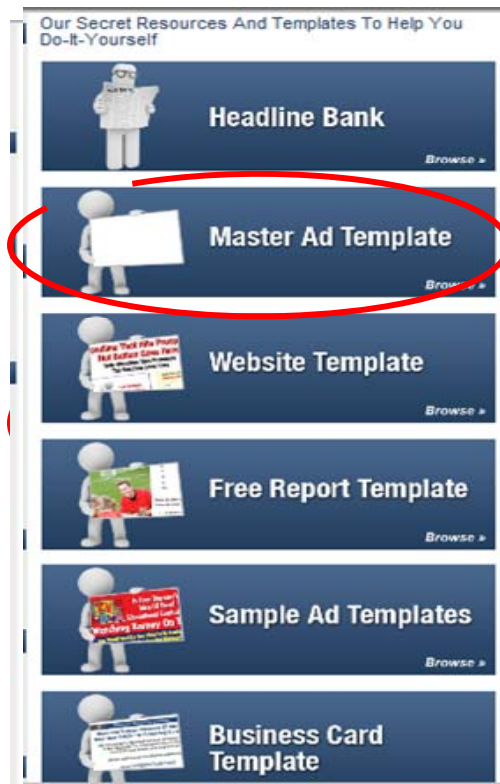 Our Secret Resources And Templates To Help You
Do-It-Yourself
Headline Bank
Browse »
Master Ad Template
Browse »
Website Template
Browse »
Free Report Template
Browse »
Sample Ad Templates
Browse »
Business Card
Template